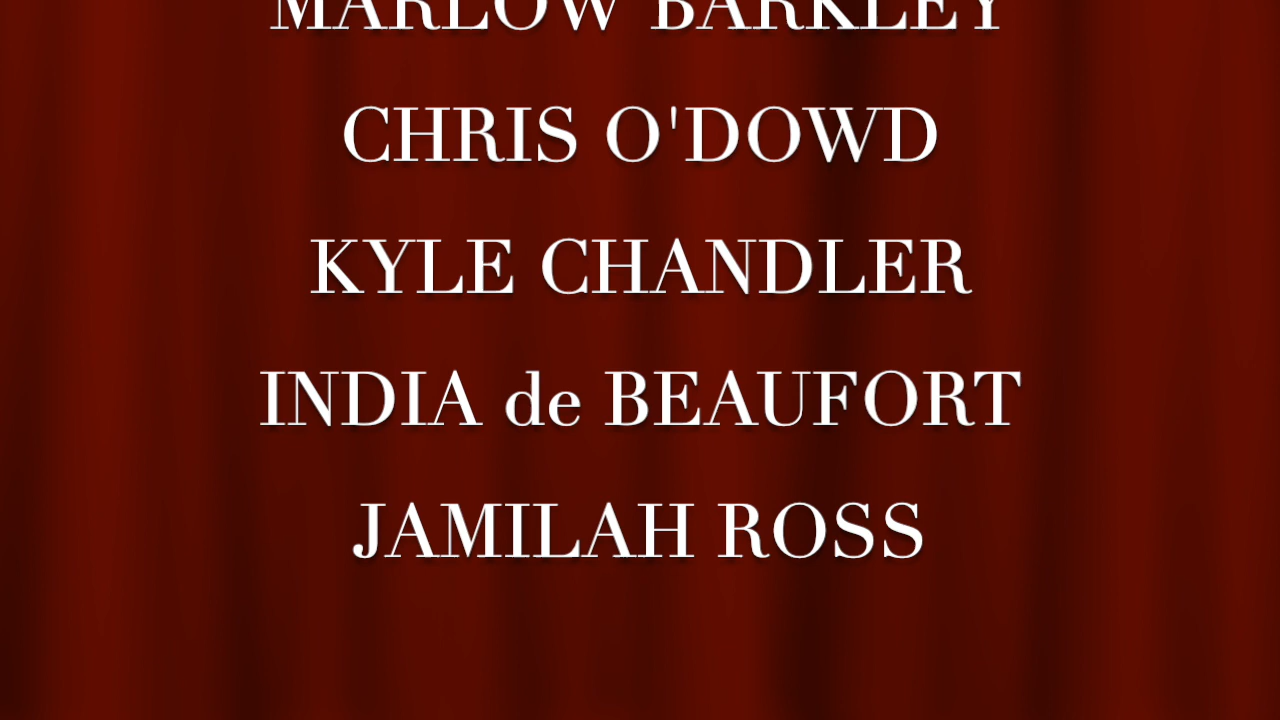 MARLOW BARKLEY
CHRIS O'DOWD
KYLE CHANDLER
INDIA de BEAUFORT
JAMILAH ROSS